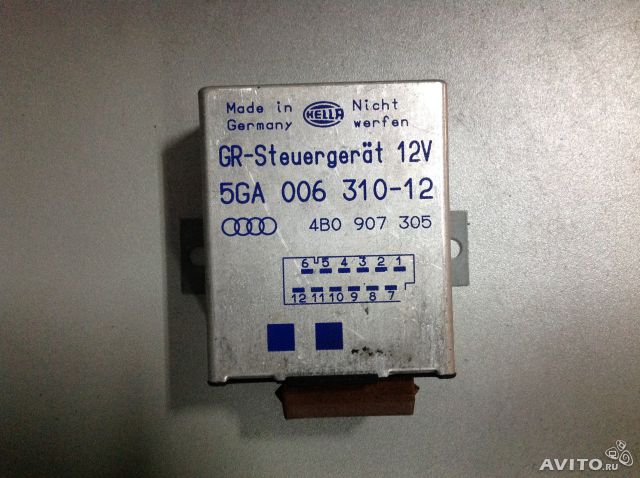 Made in HELLA Nicht
Germany werfen
GR-Steuergerät 12V
5GA 006 310-12
4B0 907 305
6 5 4 3 2 1
12 11 10 9 8 7
AVITO.ru